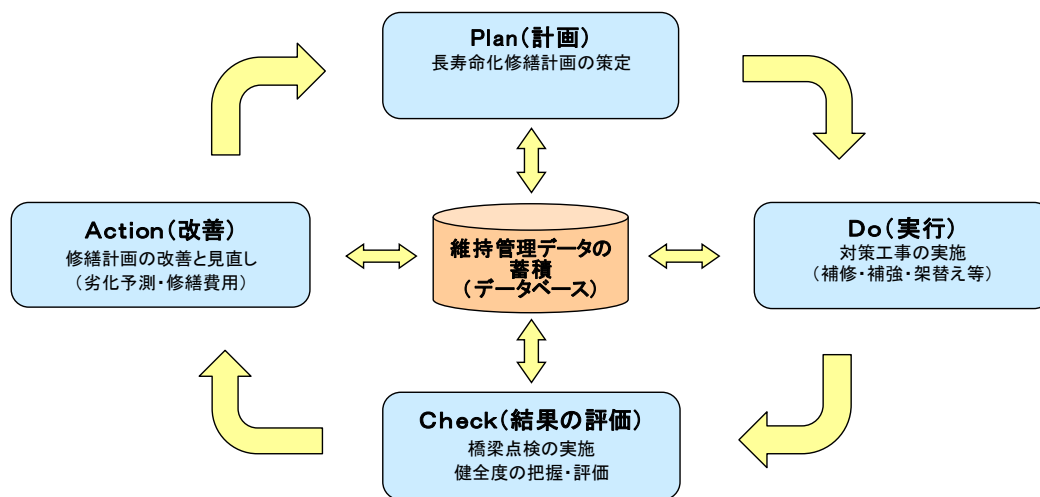 Plan(計画)
長寿命化修繕計画の策定
Action(改善)
修繕計画の改善と見直し
(劣化予測・修繕費用)
維持管理データの
蓄積
(データベース)
Do(実行)
対策工事の実施
(補修・補強・架替え等)
Check(結果の評価)
橋梁点検の実施
健全度の把握・評価